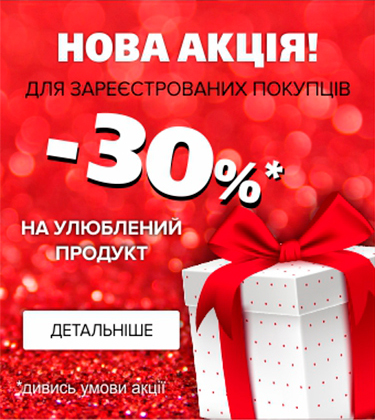 НОВА АКЦІЯ!
ДЛЯ ЗАРЕЄСТРОВАНИХ ПОКУПЦІВ
-30%*
НА УЛЮБЛЕНИЙ
ПРОДУКТ
ДЕТАЛЬНІШЕ
*дивись умови акції